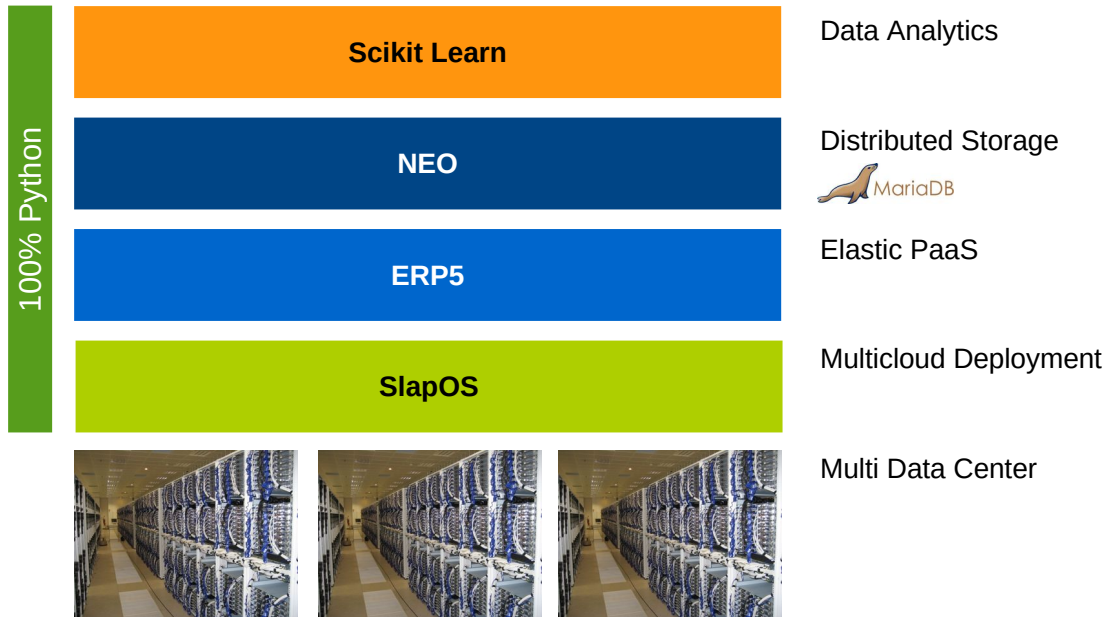 100% Python
Scikit Learn
Data Analytics
NEO
Distributed Storage
MariaDB
ERP5
Elastic PaaS
SlapOS
Multicloud Deployment
Multi Data Center